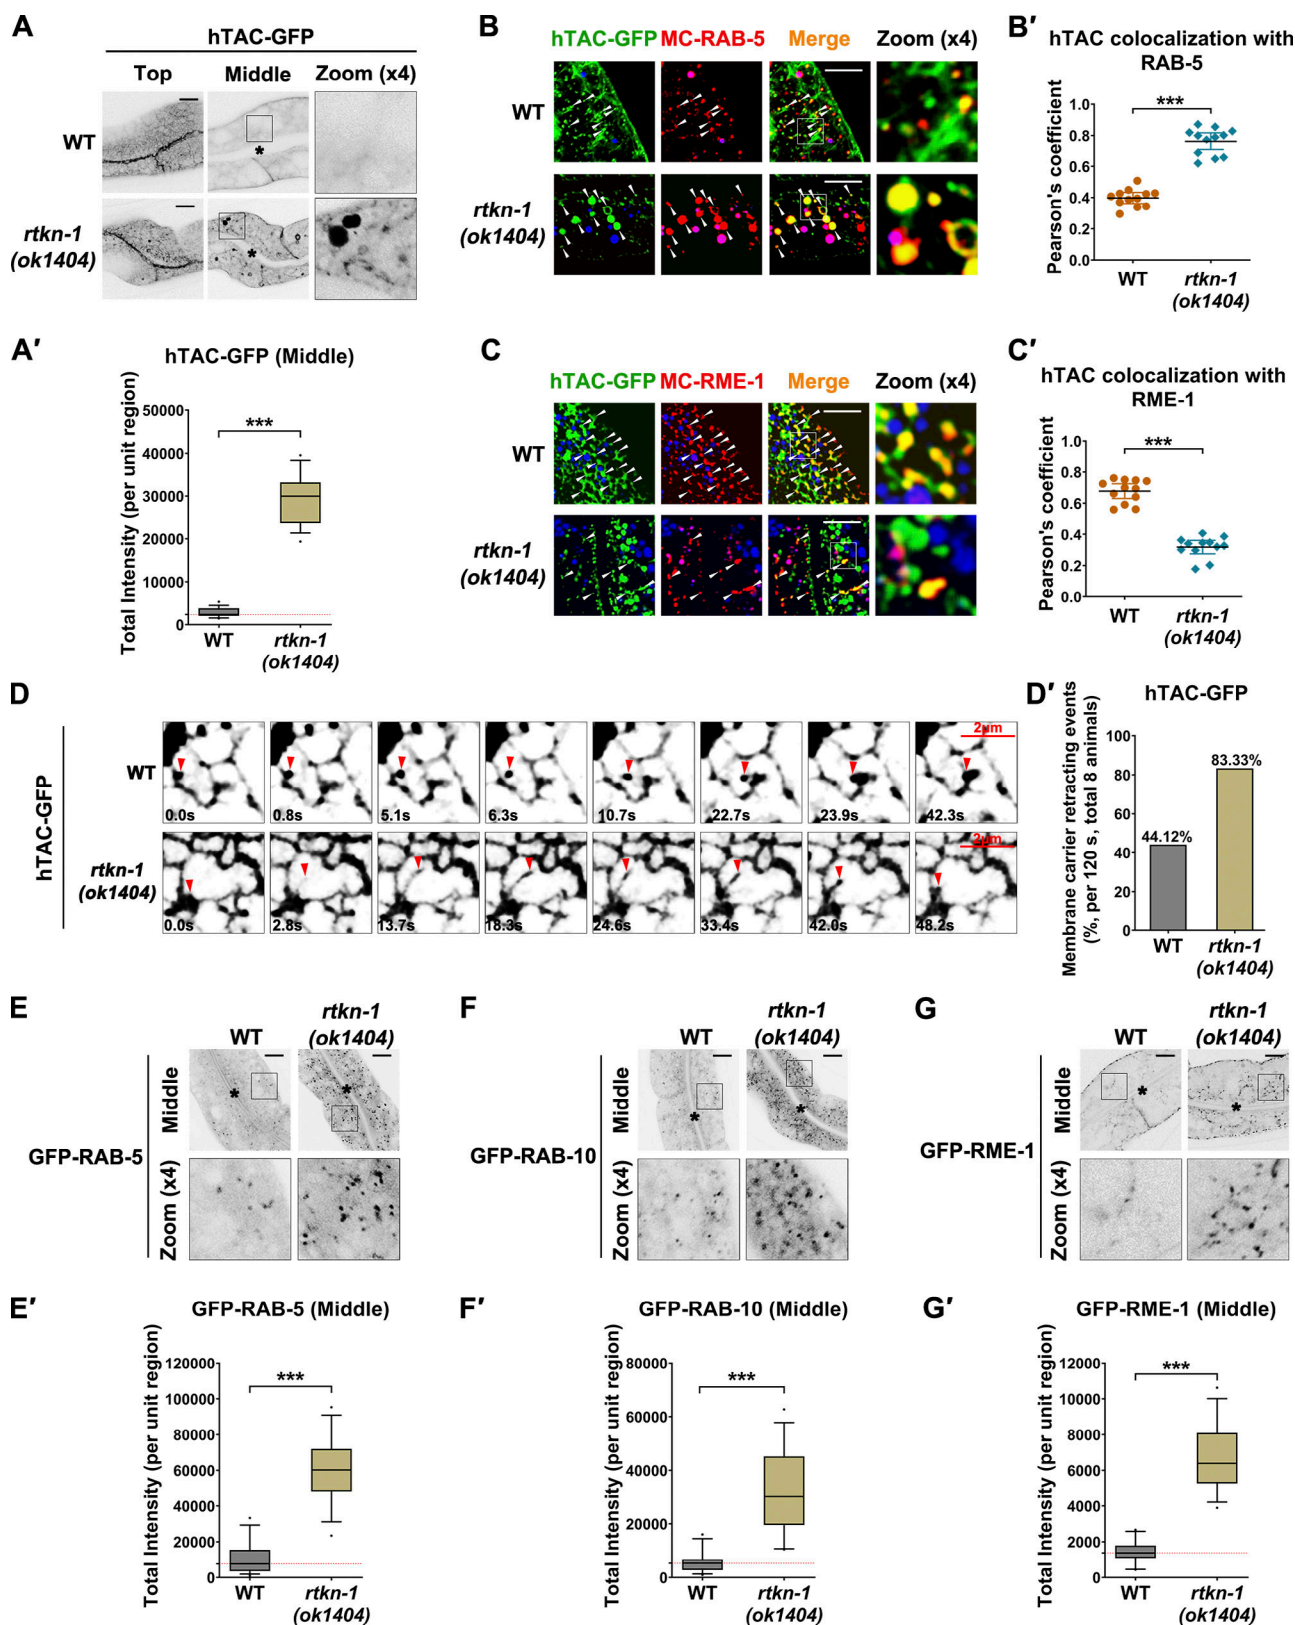 A
hTAC-GFP
Top Middle Zoom (x4)
WT
*
rtkn-1
(ok1404)
*
B
hTAC-GFP MC-RAB-5 Merge Zoom (x4)
WT
rtkn-1
(ok1404)
B′
hTAC colocalization with
RAB-5
Pearson's coefficient
1.0
0.8
0.6
0.4
0.2
0.0
***
WT
rtkn-1
(ok1404)
A′
hTAC-GFP (Middle)
Total Intensity (per unit region)
50000
40000
30000
20000
10000
0
***
WT
rtkn-1
(ok1404)
C
hTAC-GFP MC-RME-1 Merge Zoom (x4)
WT
rtkn-1
(ok1404)
C′
hTAC colocalization with
RME-1
Pearson's coefficient
1.0
0.8
0.6
0.4
0.2
0.0
***
WT
rtkn-1
(ok1404)
D
hTAC-GFP
WT
2μm
0.0s 0.8s 5.1s 6.3s 10.7s 22.7s 23.9s 42.3s
rtkn-1
(ok1404)
2μm
0.0s 2.8s 13.7s 18.3s 24.6s 33.4s 42.0s 48.2s
D′
hTAC-GFP
Membrane carrier retracting events
(%, per 120 s, total 8 animals)
100
80
60
40
20
0
44.12%
83.33%
WT
rtkn-1
(ok1404)
E
WT
rtkn-1
(ok1404)
GFP-RAB-5
Middle
Zoom (x4)
*
*
F
WT
rtkn-1
(ok1404)
GFP-RAB-10
Middle
Zoom (x4)
*
*
G
WT
rtkn-1
(ok1404)
GFP-RME-1
Middle
Zoom (x4)
*
*
E′
GFP-RAB-5 (Middle)
Total Intensity (per unit region)
120000
100000
80000
60000
40000
20000
0
***
WT
rtkn-1
(ok1404)
F′
GFP-RAB-10 (Middle)
Total Intensity (per unit region)
80000
60000
40000
20000
0
***
WT
rtkn-1
(ok1404)
G′
GFP-RME-1 (Middle)
Total Intensity (per unit region)
12000
10000
8000
6000
4000
2000
0
***
WT
rtkn-1
(ok1404)